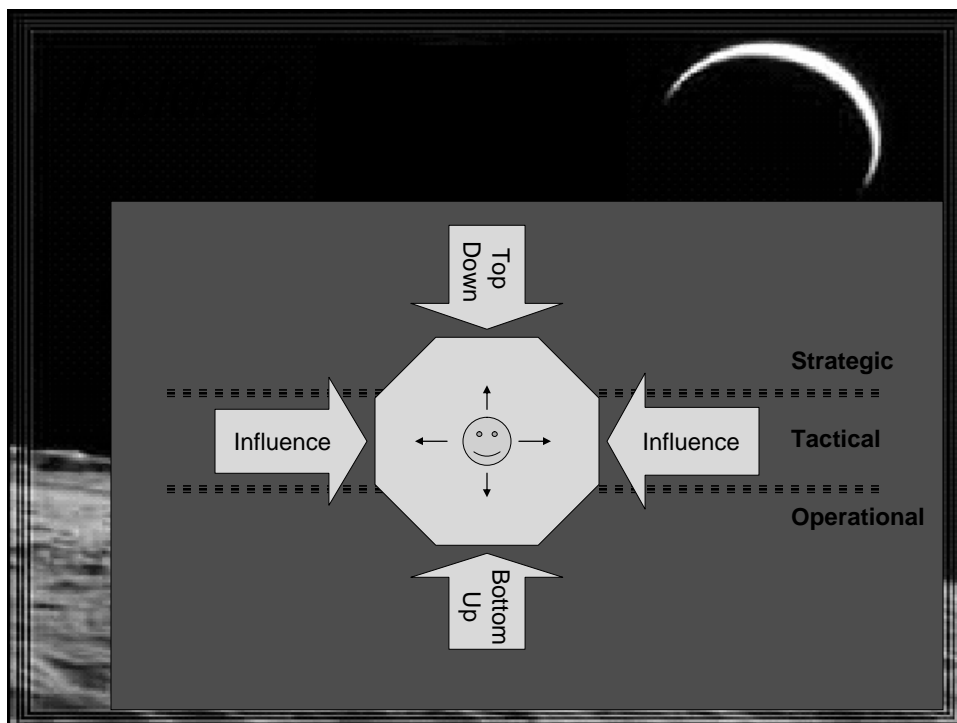 Top
Down
Strategic
Influence
Influence
Tactical
Operational
Bottom
Up